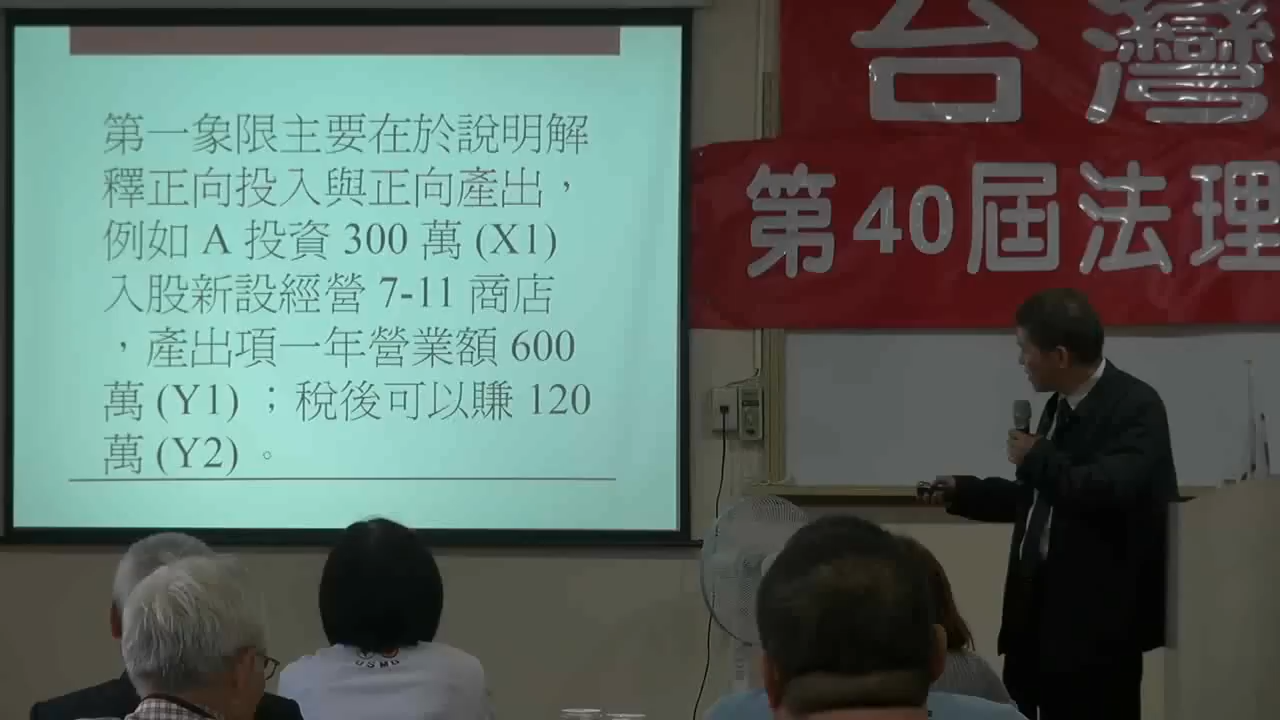 第一象限主要在於說明解
釋正向投入與正向產出，
例如 A 投資 300 萬 (X1)
入股新設經營 7-11 商店
，產出項一年營業額 600
萬 (Y1) ；稅後可以賺 120
萬 (Y2) 。
台灣
第40屆法理
USMU